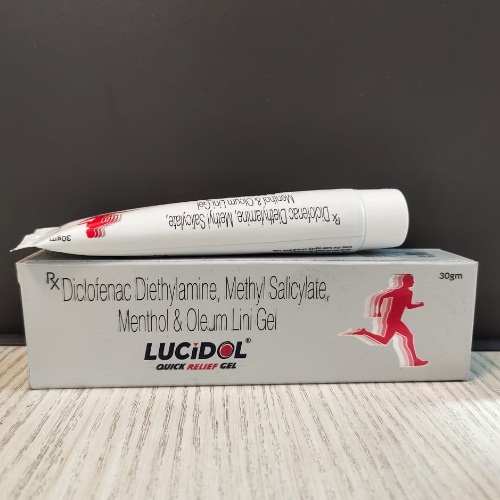 Rx Diclofenac Diethylamine, Methyl Salicylate,
Menthol & Oleum Lini Gel
30gm
Rx Diclofenac Diethylamine, Methyl Salicylate,
Menthol & Oleum Lini Gel
30gm
LUCiDOL®
QUICK RELIEF GEL